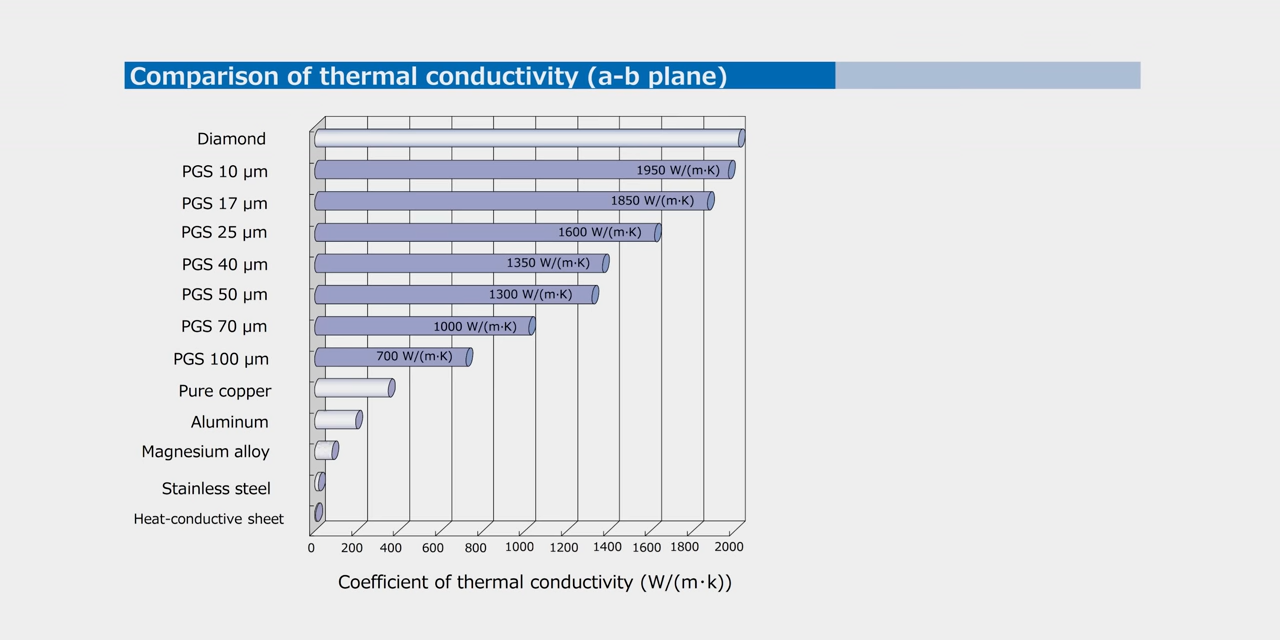 Comparison of thermal conductivity (a-b plane)
Diamond
PGS 10 μm 1950 W/(m·K)
PGS 17 μm 1850 W/(m·K)
PGS 25 μm 1600 W/(m·K)
PGS 40 μm 1350 W/(m·K)
PGS 50 μm 1300 W/(m·K)
PGS 70 μm 1000 W/(m·K)
PGS 100 μm 700 W/(m·K)
Pure copper
Aluminum
Magnesium alloy
Stainless steel
Heat-conductive sheet
0 200 400 600 800 1000 1200 1400 1600 1800 2000
Coefficient of thermal conductivity (W/(m·k))